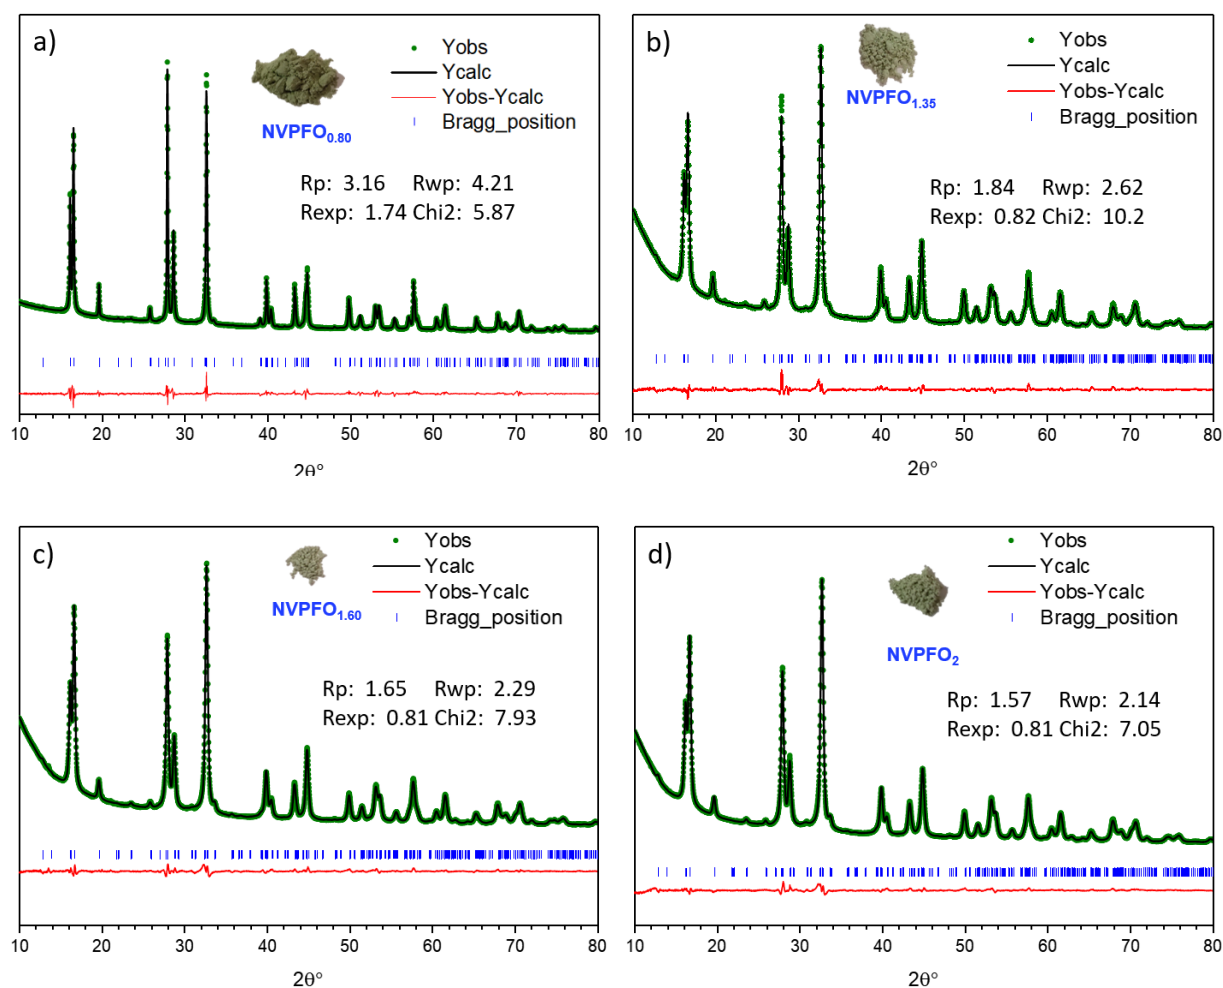 a)
Yobs
Ycalc
Yobs-Ycalc
Bragg_position
NVPFO0.80
Rp: 3.16 Rwp: 4.21
Rexp: 1.74 Chi2: 5.87
10 20 30 40 50 60 70 80
2θ°
b)
Yobs
Ycalc
Yobs-Ycalc
Bragg_position
NVPFO1.35
Rp: 1.84 Rwp: 2.62
Rexp: 0.82 Chi2: 10.2
10 20 30 40 50 60 70 80
2θ°
c)
Yobs
Ycalc
Yobs-Ycalc
Bragg_position
NVPFO1.60
Rp: 1.65 Rwp: 2.29
Rexp: 0.81 Chi2: 7.93
10 20 30 40 50 60 70 80
2θ°
d)
Yobs
Ycalc
Yobs-Ycalc
Bragg_position
NVPFO2
Rp: 1.57 Rwp: 2.14
Rexp: 0.81 Chi2: 7.05
10 20 30 40 50 60 70 80
2θ°